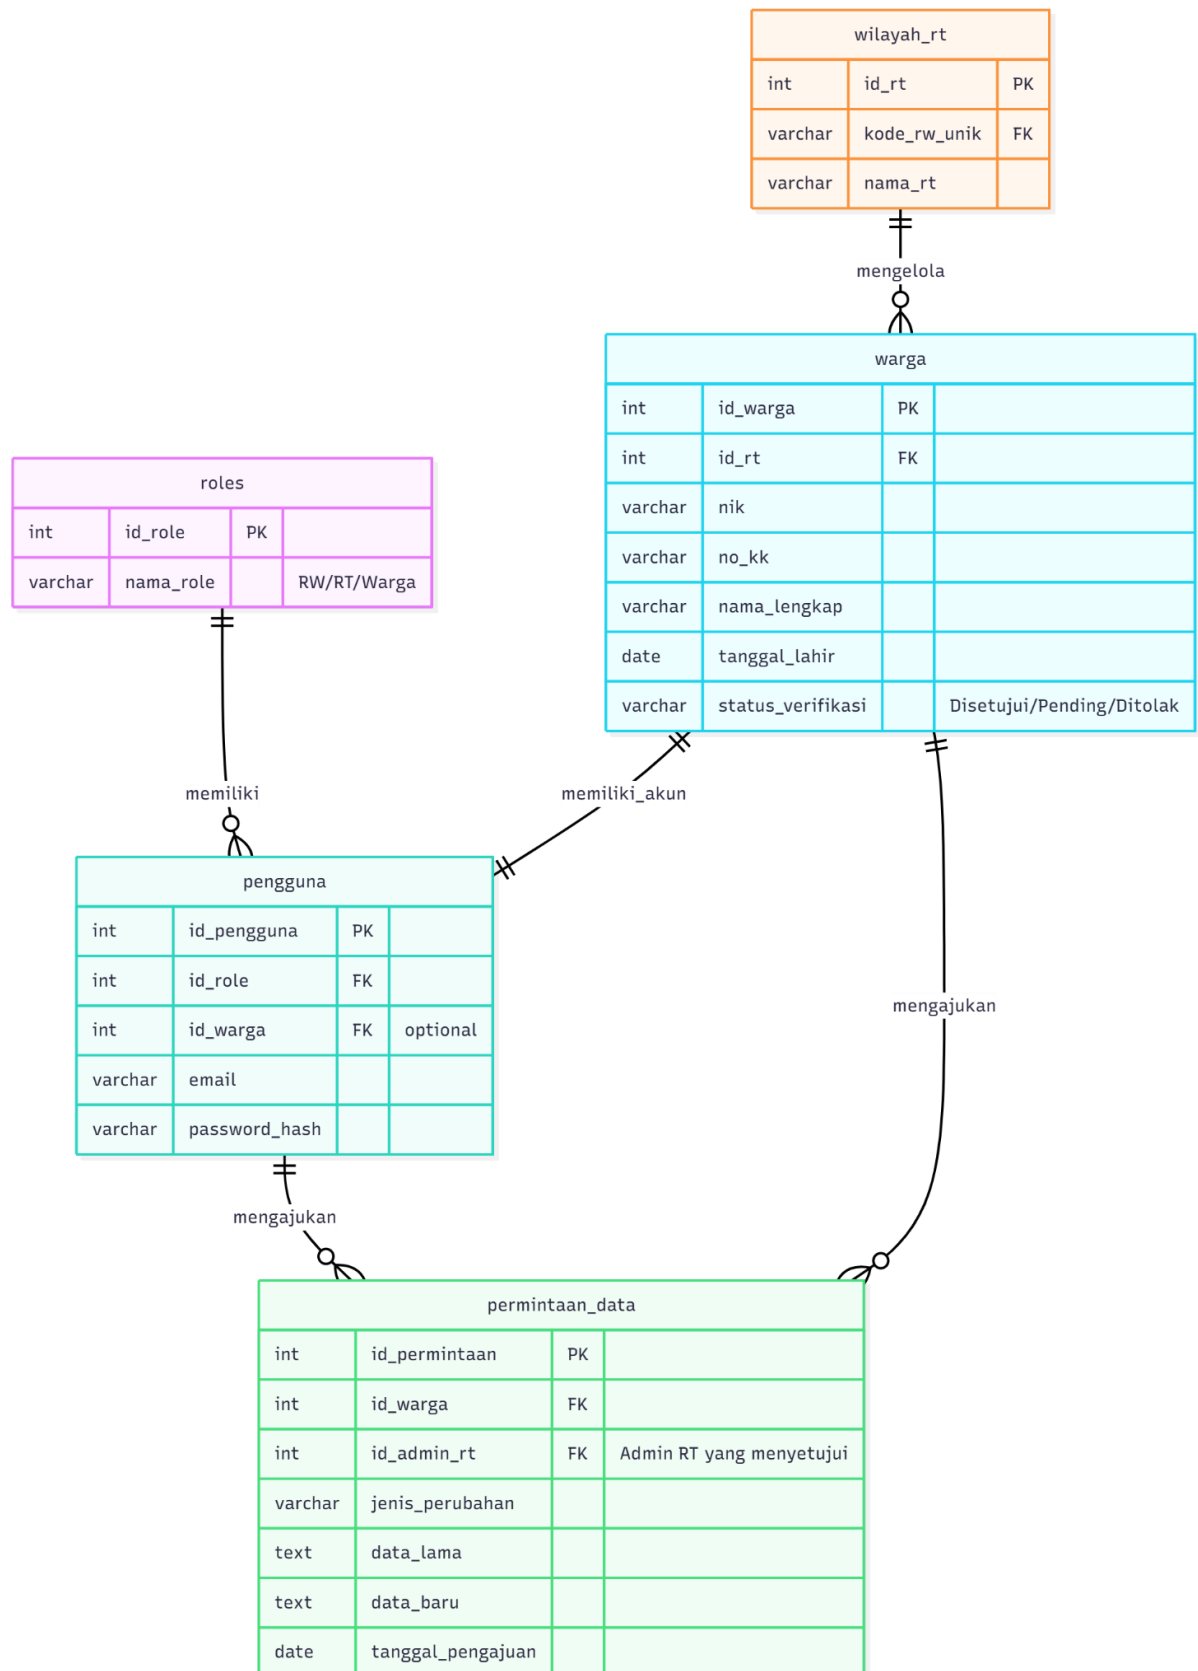 wilayah_rt
int id_rt PK
varchar kode_rw_unik FK
varchar nama_rt
mengelola
warga
int id_warga PK
int id_rt FK
varchar nik
varchar no_kk
varchar nama_lengkap
date tanggal_lahir
varchar status_verifikasi Disetujui/Pending/Ditolak
roles
int id_role PK
varchar nama_role RW/RT/Warga
memiliki
memiliki_akun
pengguna
int id_pengguna PK
int id_role FK
int id_warga FK optional
varchar email
varchar password_hash
mengajukan
mengajukan
permintaan_data
int id_permintaan PK
int id_warga FK
int id_admin_rt FK Admin RT yang menyetujui
varchar jenis_perubahan
text data_lama
text data_baru
date tanggal_pengajuan